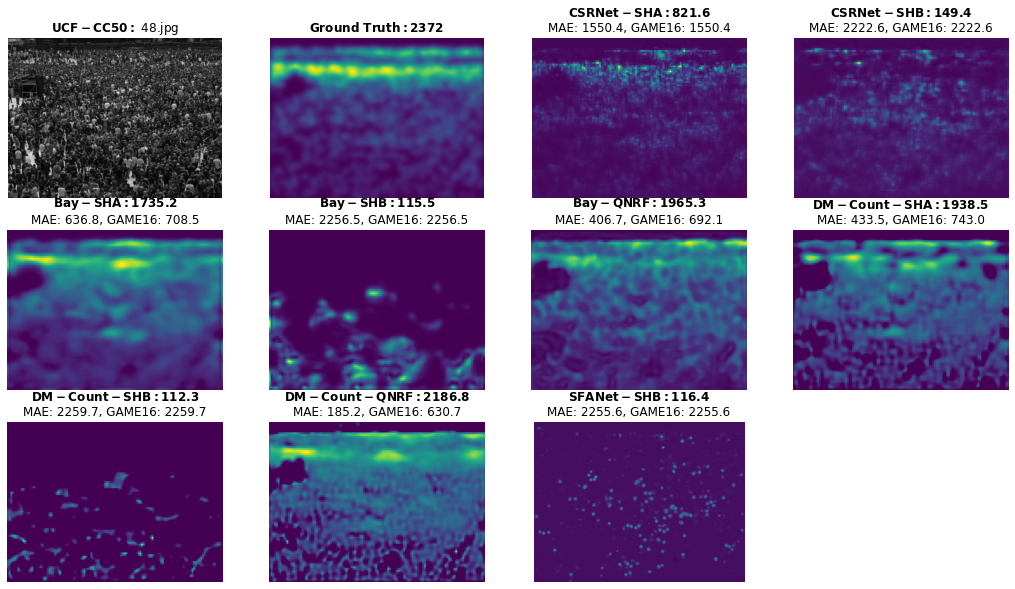 UCF − CC50 : 48.jpg
Ground Truth : 2372
CSRNet − SHA : 821.6
MAE: 1550.4, GAME16: 1550.4
CSRNet − SHB : 149.4
MAE: 2222.6, GAME16: 2222.6
Bay − SHA : 1735.2
MAE: 636.8, GAME16: 708.5
Bay − SHB : 115.5
MAE: 2256.5, GAME16: 2256.5
Bay − QNRF : 1965.3
MAE: 406.7, GAME16: 692.1
DM − Count − SHA : 1938.5
MAE: 433.5, GAME16: 743.0
DM − Count − SHB : 112.3
MAE: 2259.7, GAME16: 2259.7
DM − Count − QNRF : 2186.8
MAE: 185.2, GAME16: 630.7
SFANet − SHB : 116.4
MAE: 2255.6, GAME16: 2255.6